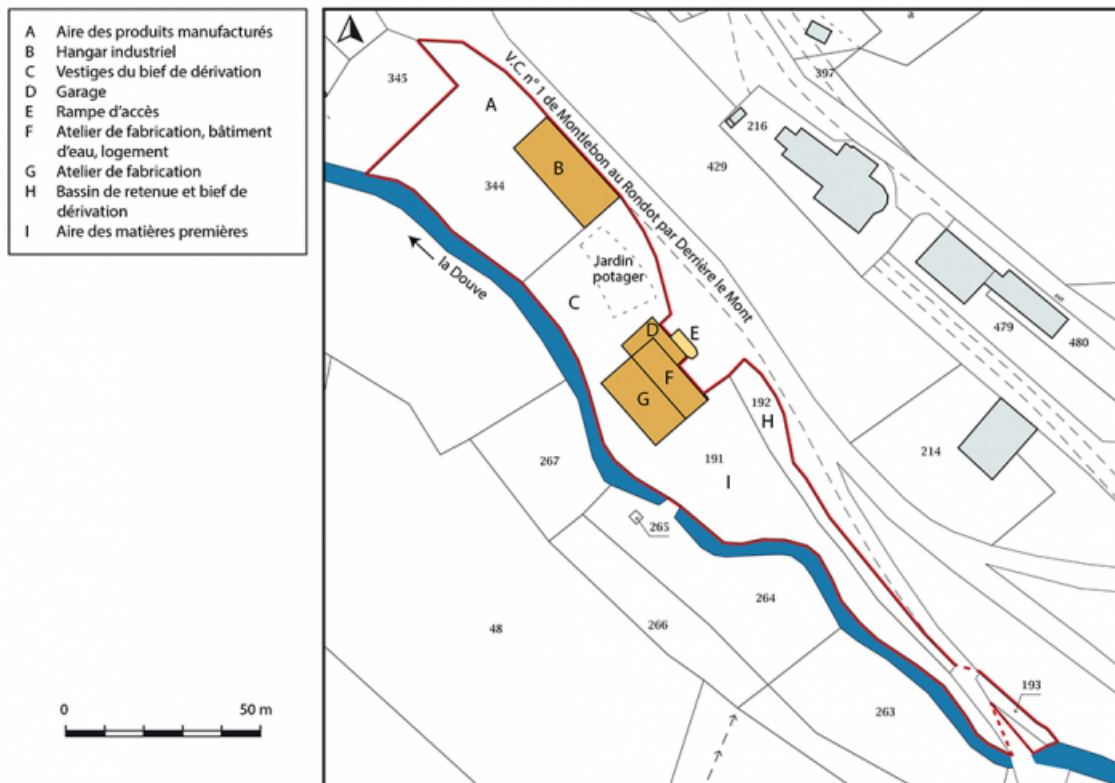 A Aire des produits manufacturés
B Hangar industriel
C Vestiges du bief de dérivation
D Garage
E Rampe d'accès
F Atelier de fabrication, bâtiment
d'eau, logement
G Atelier de fabrication
H Bassin de retenue et bief de
dérivation
I Aire des matières premières
0 50 m
345
A
V.C. n° 1 de Montlebon au Rondot par Derrière le Mont
397
a
216
429
B
344
la Douve
Jardin
potager
C
D
E
F
G
479
480
192
H
214
191
I
267
265
264
266
48
263
193